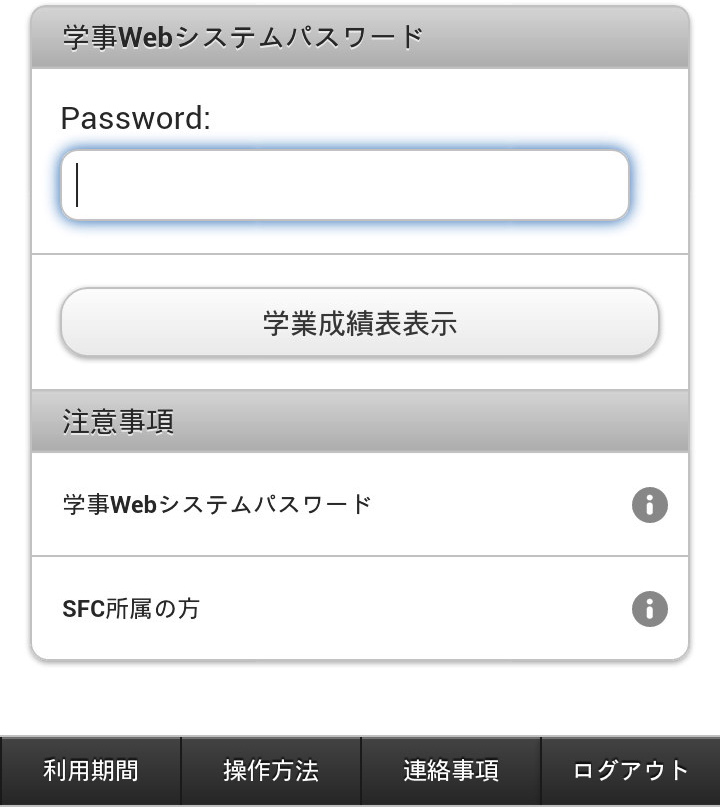 学事Webシステムパスワード
Password:
学業成績表表示
注意事項
学事Webシステムパスワード
SFC所属の方
利用期間 操作方法 連絡事項 ログアウト